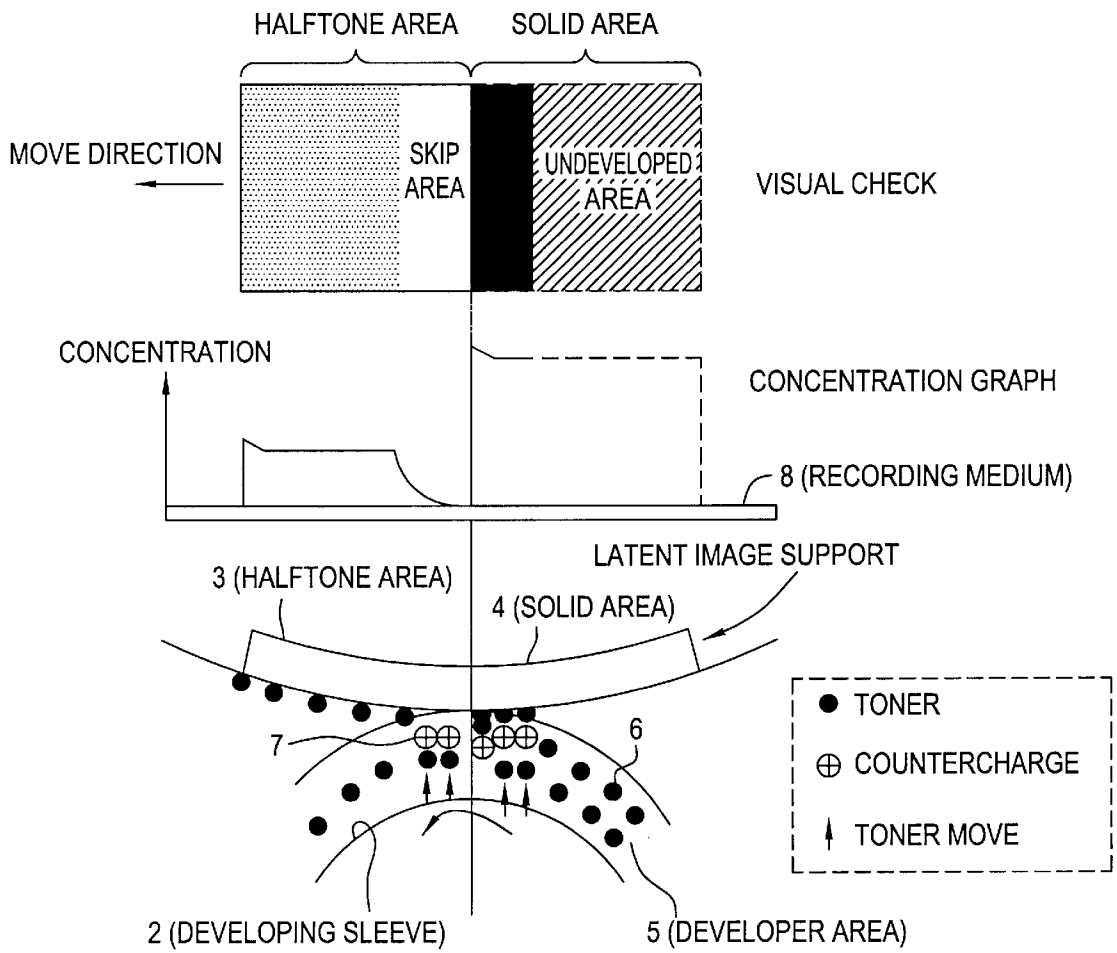 HALFTONE AREA SOLID AREA
MOVE DIRECTION
SKIP
AREA
UNDEVELOPED
AREA
VISUAL CHECK
CONCENTRATION
CONCENTRATION GRAPH
8 (RECORDING MEDIUM)
LATENT IMAGE SUPPORT
3 (HALFTONE AREA)
4 (SOLID AREA)
7
6
TONER
COUNTERCHARGE
TONER MOVE
2 (DEVELOPING SLEEVE)
5 (DEVELOPER AREA)